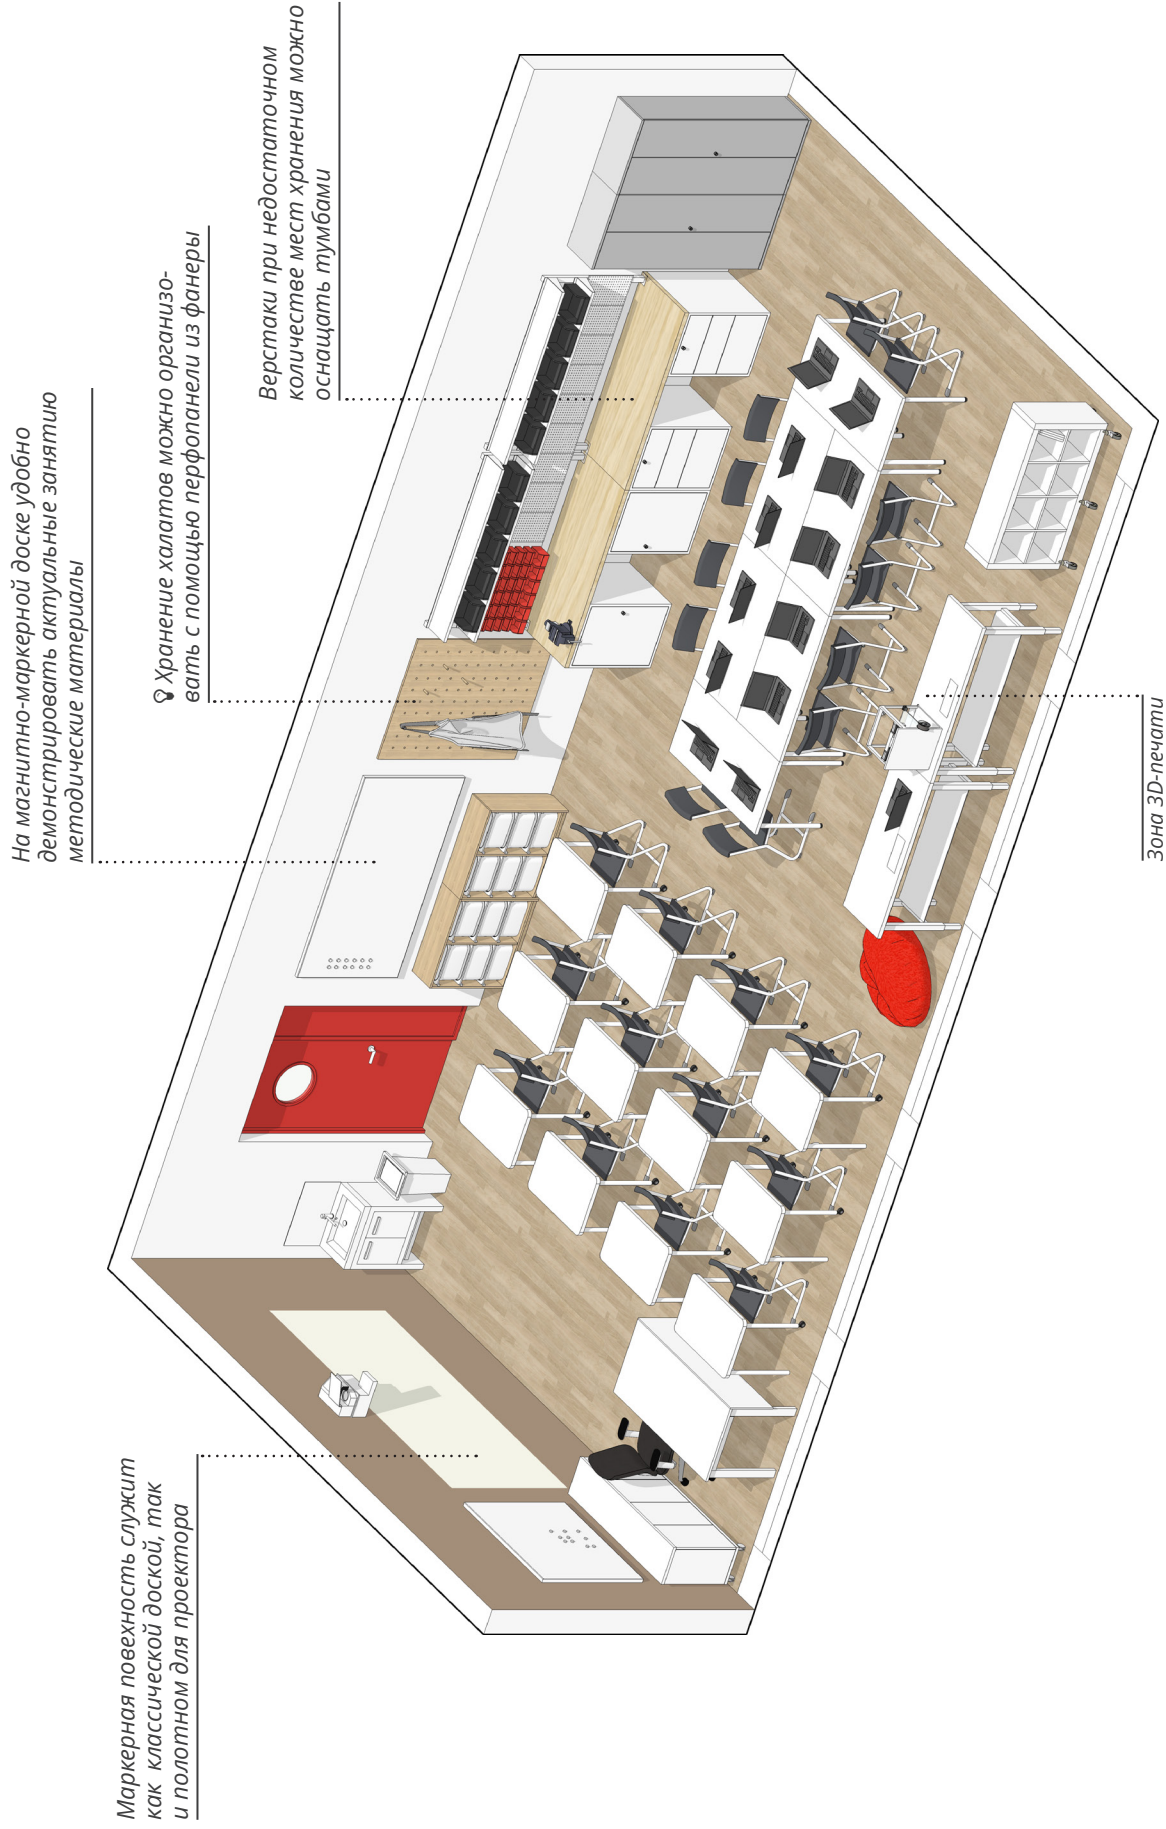 Маркерная повехность служит
как классической доской, так
и полотном для проектора
На магнитно-маркерной доске удобно
демонстрировать актуальные занятию
методические материалы
Хранение халатов можно организо-
вать с помощью перфопанели из фанеры
Верстаки при недостаточном
количестве мест хранения можно
оснащать тумбами
Зона 3D-печати